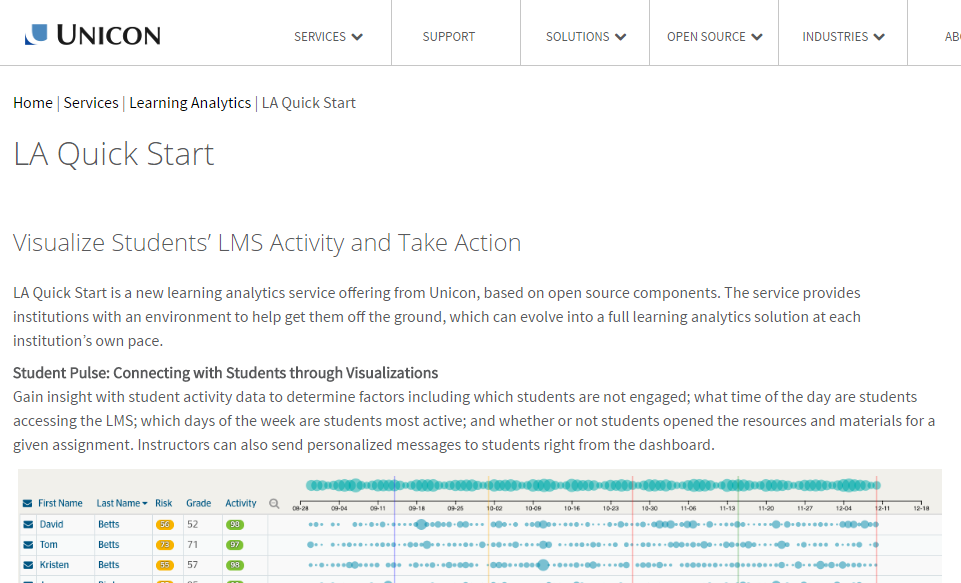 UNICON
SERVICES
SUPPORT
SOLUTIONS
OPEN SOURCE
INDUSTRIES
AB
Home | Services | Learning Analytics | LA Quick Start
LA Quick Start
Visualize Students’ LMS Activity and Take Action
LA Quick Start is a new learning analytics service offering from Unicon, based on open source components. The service provides
institutions with an environment to help get them off the ground, which can evolve into a full learning analytics solution at each
institution’s own pace.
Student Pulse: Connecting with Students through Visualizations
Gain insight with student activity data to determine factors including which students are not engaged; what time of the day are students
accessing the LMS; which days of the week are students most active; and whether or not students opened the resources and materials for a
given assignment. Instructors can also send personalized messages to students right from the dashboard.
First Name Last Name Risk Grade Activity
08-28 09-04 09-11 09-18 09-25 10-02 10-09 10-16 10-23 10-30 11-06 11-13 11-20 11-27 12-04 12-11 12-18
David Betts 56 52 93
Tom Betts 73 71 97
Kristen Betts 55 57 98